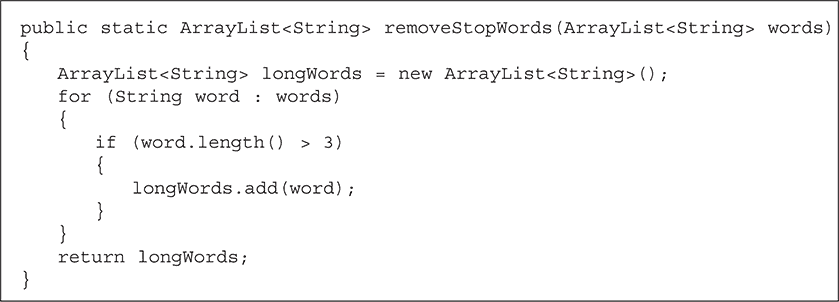 public static ArrayList<String> removeStopWords(ArrayList<String> words)
{
ArrayList<String> longWords = new ArrayList<String>();
for (String word : words)
{
if (word.length() > 3)
{
longWords.add(word);
}
}
return longWords;
}